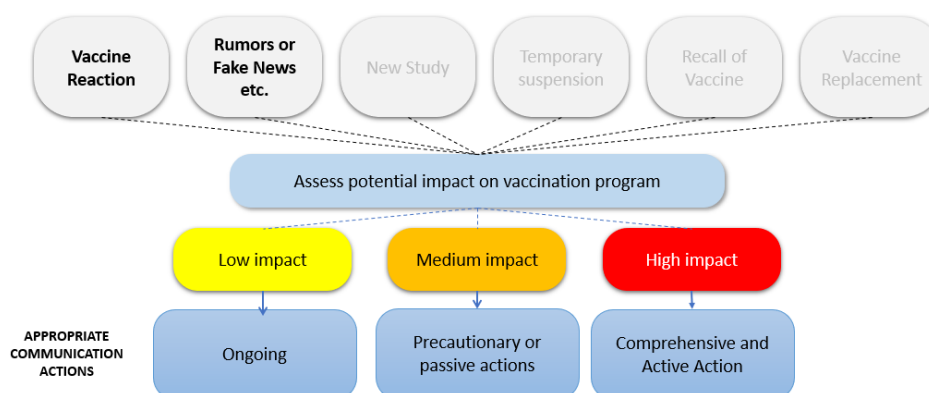 Vaccine
Reaction
Rumors or
Fake News
etc.
New Study
Temporary
suspension
Recall of
Vaccine
Vaccine
Replacement
Assess potential impact on vaccination program
Low impact
Medium impact
High impact
APPROPRIATE
COMMUNICATION
ACTIONS
Ongoing
Precautionary or
passive actions
Comprehensive and
Active Action